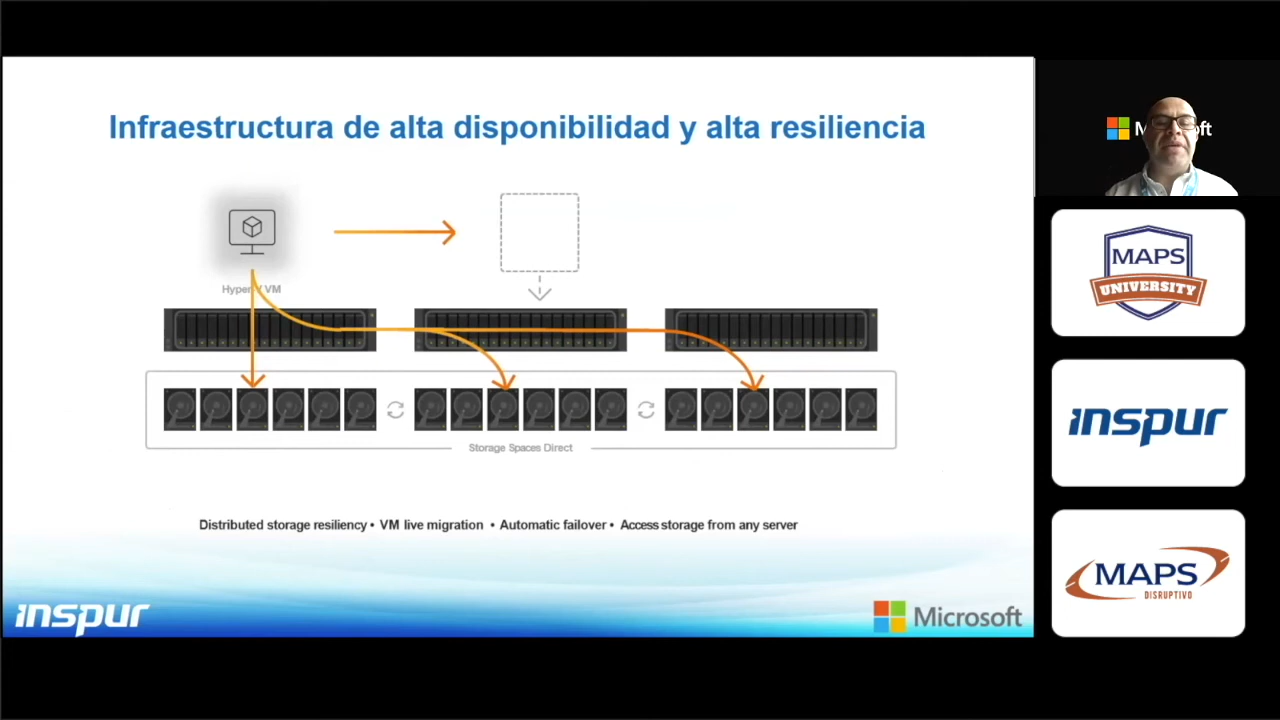 Infraestructura de alta disponibilidad y alta resiliencia
Microsoft
Hyper-V VM
Storage Spaces Direct
Distributed storage resiliency • VM live migration • Automatic failover • Access storage from any server
inspur
Microsoft
MAPS
UNIVERSITY
inspur
MAPS
DISRUPTIVO